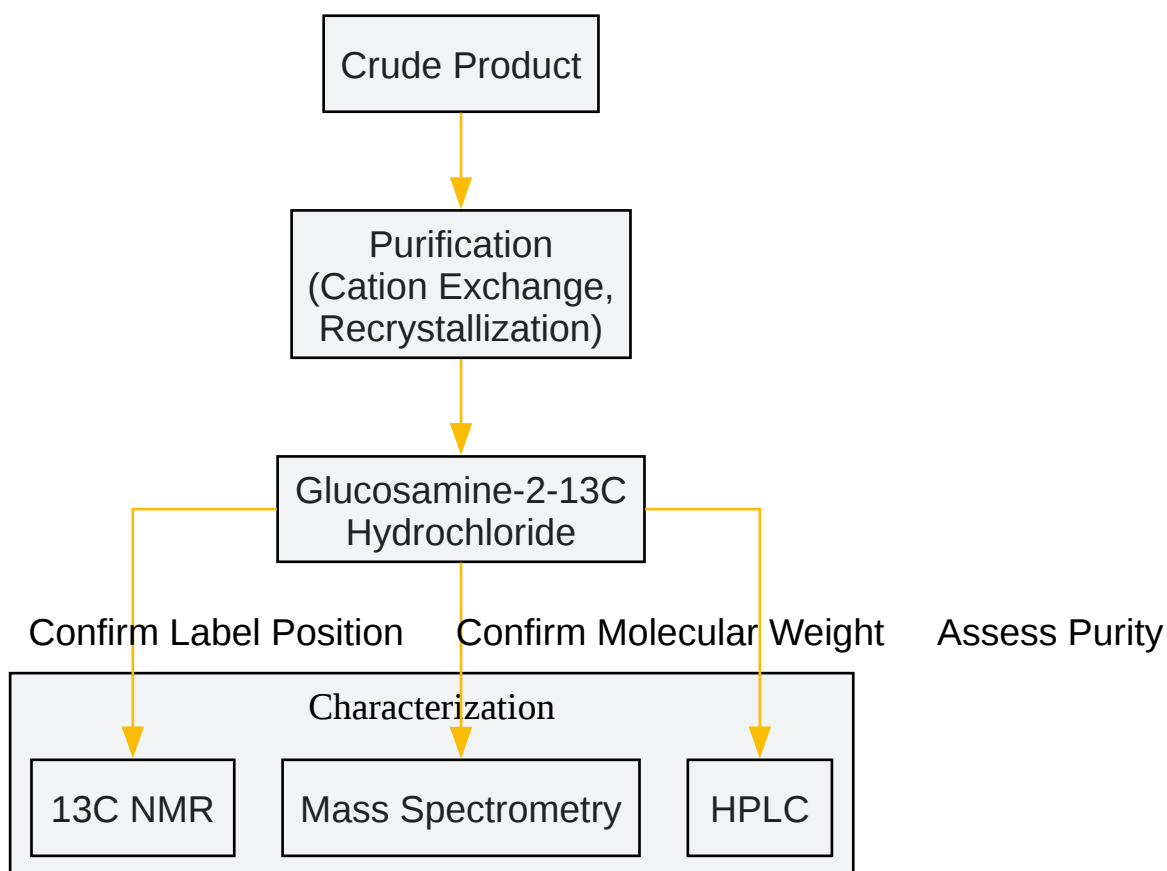 Crude Product
Purification
(Cation Exchange,
Recrystallization)
Glucosamine-2-13C
Hydrochloride
Confirm Label Position
Confirm Molecular Weight
Assess Purity
Characterization
13C NMR
Mass Spectrometry
HPLC